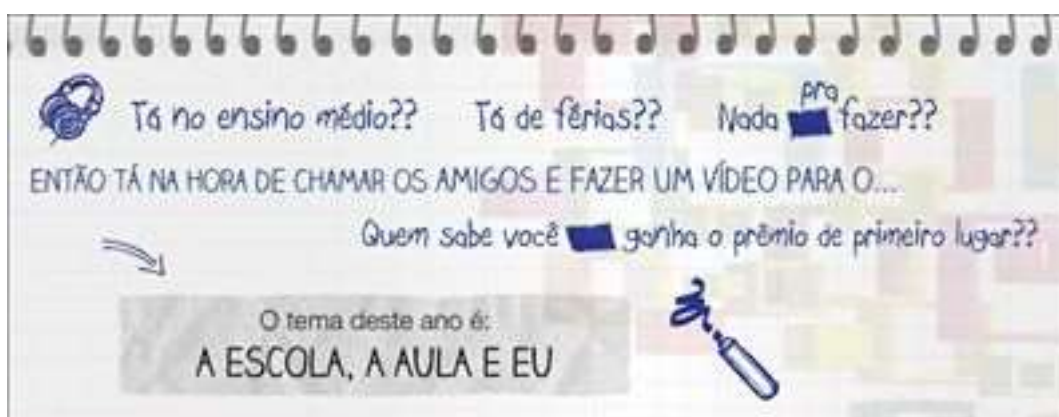 Tá no ensino médio?? Tá de férias?? Nada pra fazer??
ENTÃO TÁ NA HORA DE CHAMAR OS AMIGOS E FAZER UM VÍDEO PARA O...
Quem sabe você ganha o prêmio de primeiro lugar??
O tema deste ano é:
A ESCOLA, A AULA E EU